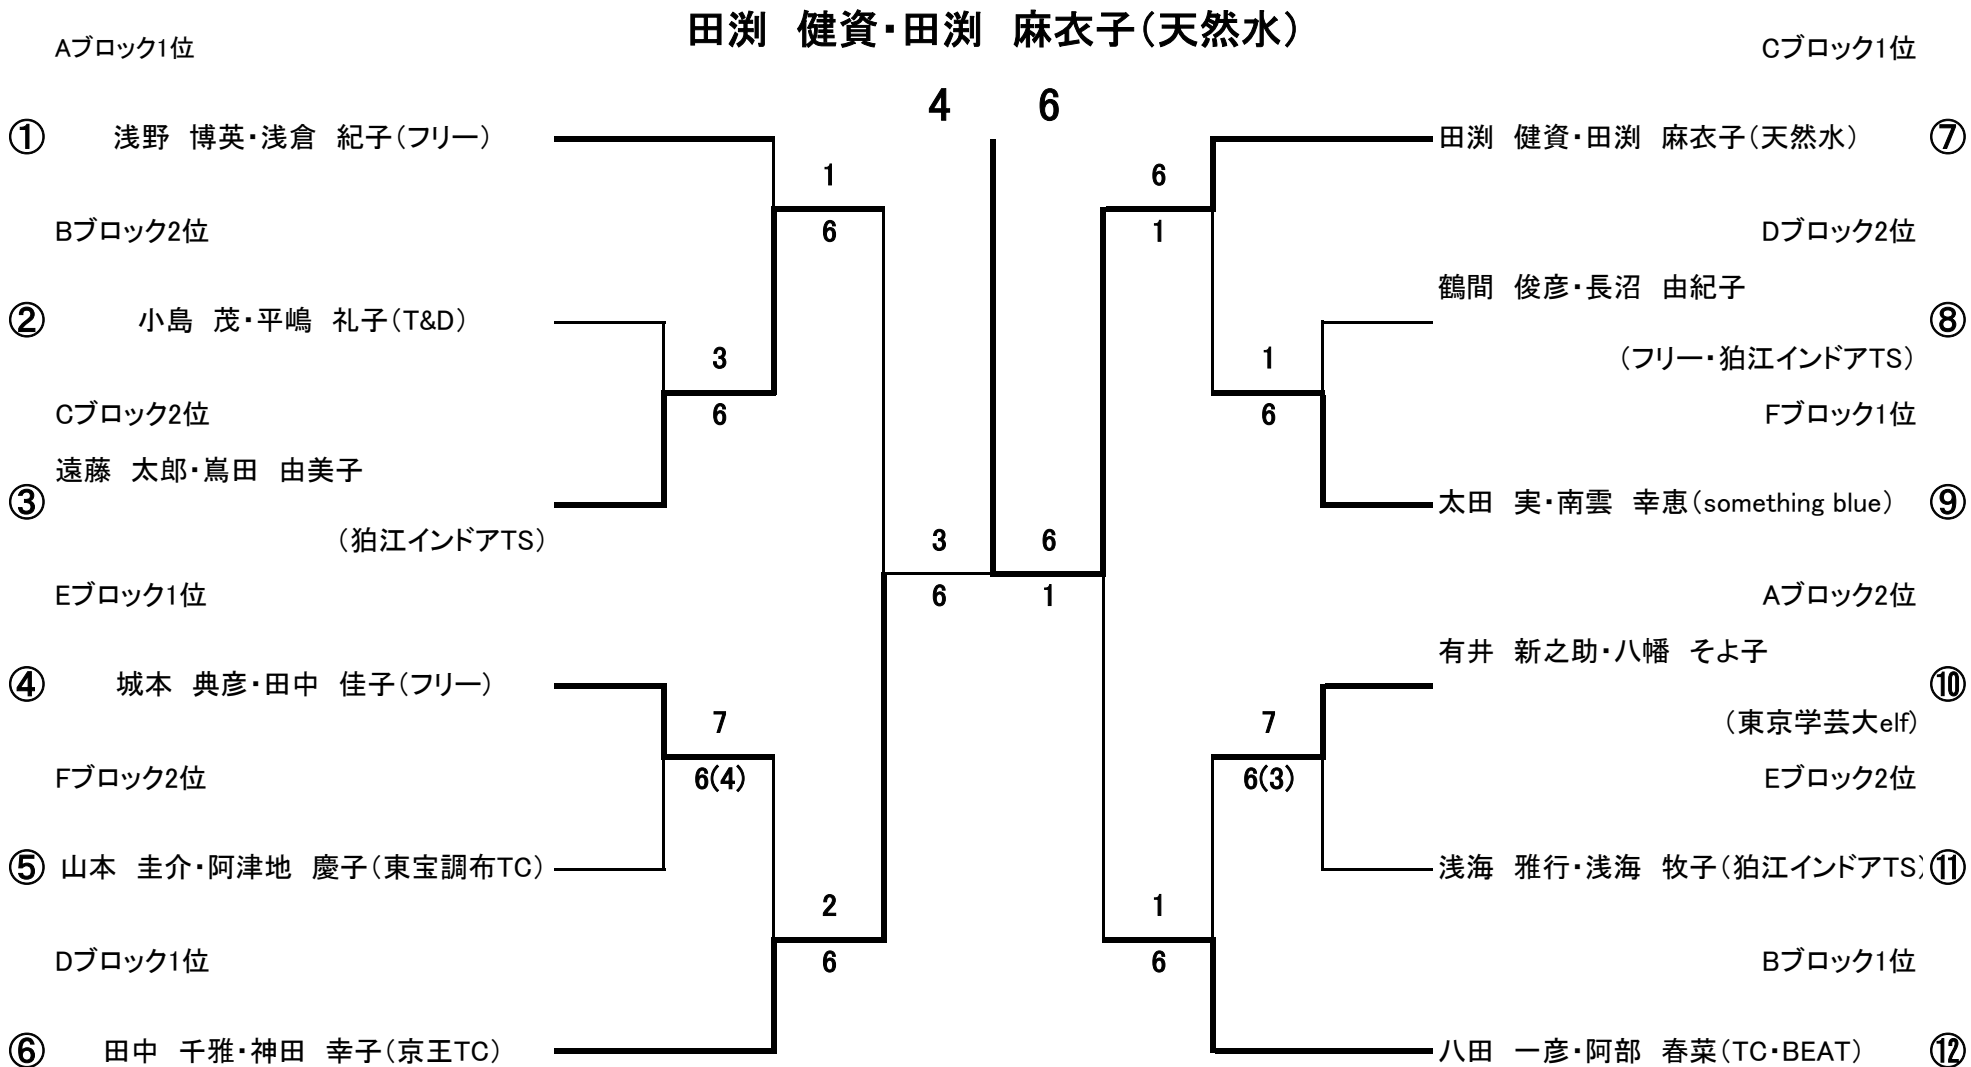 田渕　健資・田渕　麻衣子（天然水）
Aブロック1位
Cブロック1位
4　6
①　浅野　博英・浅倉　紀子（フリー）
田渕　健資・田渕　麻衣子（天然水）　⑦
1
6
6
1
Bブロック2位
Dブロック2位
②　小島　茂・平嶋　礼子（T&D）
鶴間　俊彦・長沼　由紀子
（フリー・狛江インドアTS）
⑧
3
6
1
6
Cブロック2位
Fブロック1位
遠藤　太郎・嶌田　由美子
③
（狛江インドアTS）
太田　実・南雲　幸恵（something blue）　⑨
3
6
6
1
Eブロック1位
Aブロック2位
④　城本　典彦・田中　佳子（フリー）
有井　新之助・八幡　そよ子
⑩
（東京学芸大elf）
7
6(4)
7
6(3)
Fブロック2位
Eブロック2位
⑤　山本　圭介・阿津地　慶子（東宝調布TC）
浅海　雅行・浅海　牧子（狛江インドアTS）　⑪
2
6
1
6
Dブロック1位
Bブロック1位
⑥　田中　千雅・神田　幸子（京王TC）
八田　一彦・阿部　春菜（TC・BEAT）　⑫